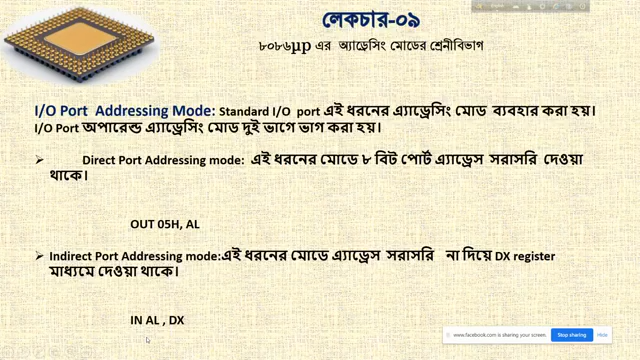 লেকচার-০৯
৮০৮৬µp এর অ্যাড্রেসিং মোডের শ্রেনীবিভাগ
I/O Port Addressing Mode: Standard I/O port এই ধরনের এ্যাড্রেসিং মোড ব্যবহার করা হয়।
I/O Port অপারেন্ড এ্যাড্রেসিং মোড দুই ভাগে ভাগ করা হয়।
➢ Direct Port Addressing mode: এই ধরনের মোডে ৮ বিট পোর্ট এ্যাড্রেস সরাসরি দেওয়া
থাকে।
OUT 05H, AL
➢ Indirect Port Addressing mode:এই ধরনের মোডে এ্যাড্রেস সরাসরি না দিয়ে DX register
মাধ্যমে দেওয়া থাকে।
IN AL , DX
www.facebook.com is sharing your screen. Stop sharing Hide